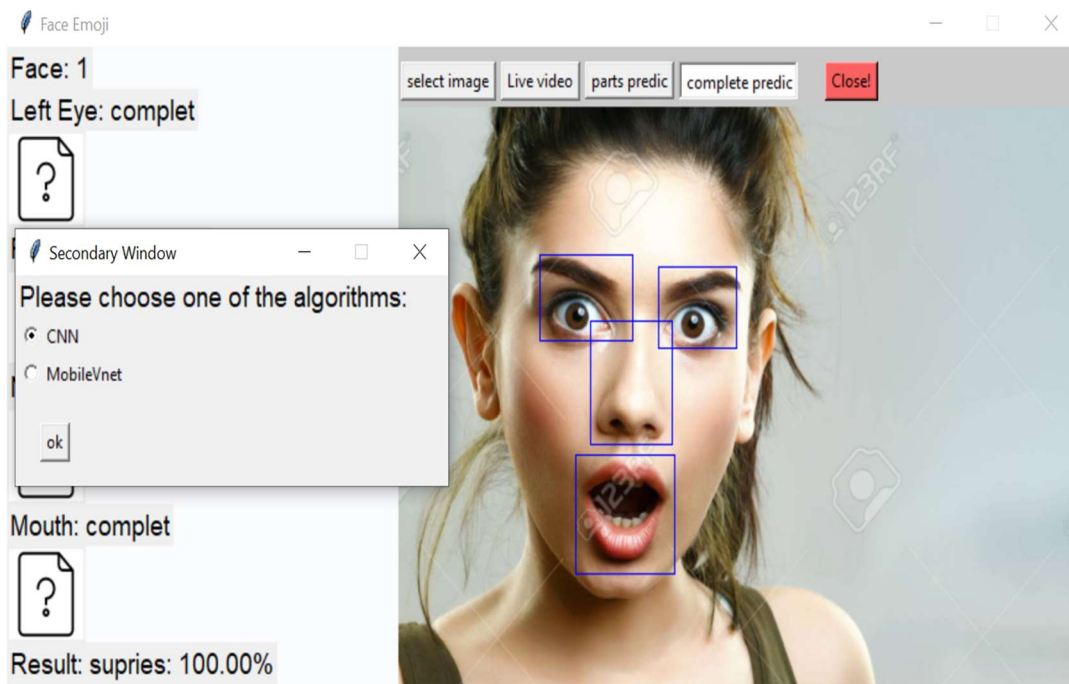 Face Emoji
Face: 1
Left Eye: complet
select image
Live video
parts predic
complete predic
Close!
Secondary Window
Please choose one of the algorithms:
CNN
MobileVnet
ok
Mouth: complet
Result: supries: 100.00%
123RF
123RF